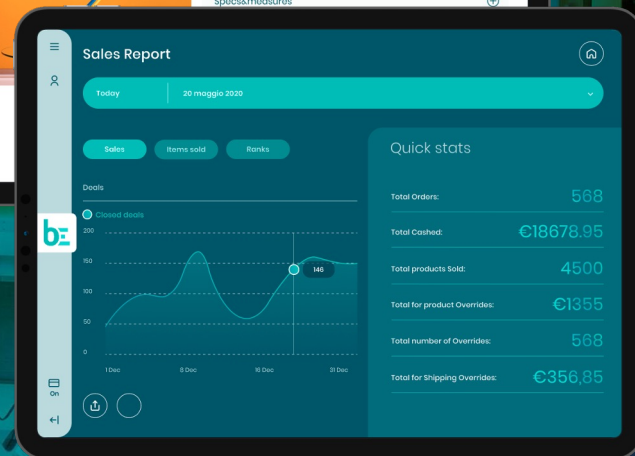 Specs&measures
Sales Report
Today 20 maggio 2020
Sales Items sold Ranks
Deals
Closed deals
200
150
146
100
50
0
1 Dec 8 Dec 16 Dec 31 Dec
bE
On
Quick stats
Total Orders: 568
Total Cashed: €18678.95
Total products Sold: 4500
Total for product Overrides: €1355
Total number of Overrides: 568
Total for Shipping Overrides: €356,85